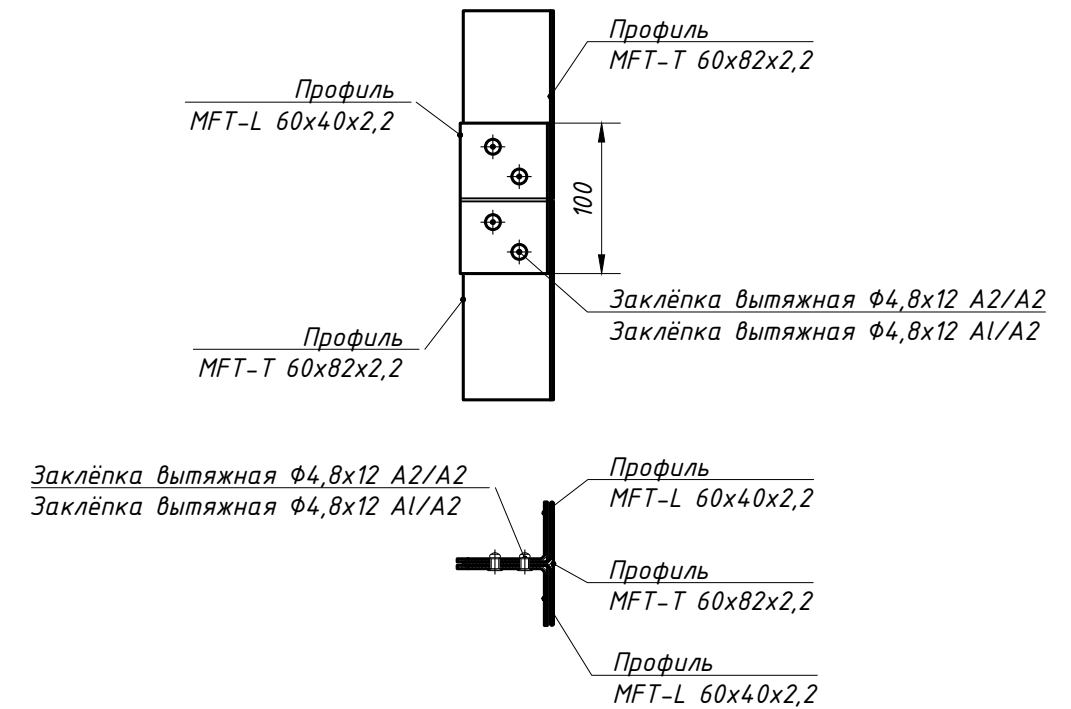 Профиль
MFT-T 60x82x2,2
Профиль
MFT-L 60x40x2,2
100
Заклёпка вытяжная Ф4,8x12 A2/A2
Заклёпка вытяжная Ф4,8x12 Al/A2
Профиль
MFT-T 60x82x2,2
Заклёпка вытяжная Ф4,8x12 A2/A2
Заклёпка вытяжная Ф4,8x12 Al/A2
Профиль
MFT-L 60x40x2,2
Профиль
MFT-T 60x82x2,2
Профиль
MFT-L 60x40x2,2